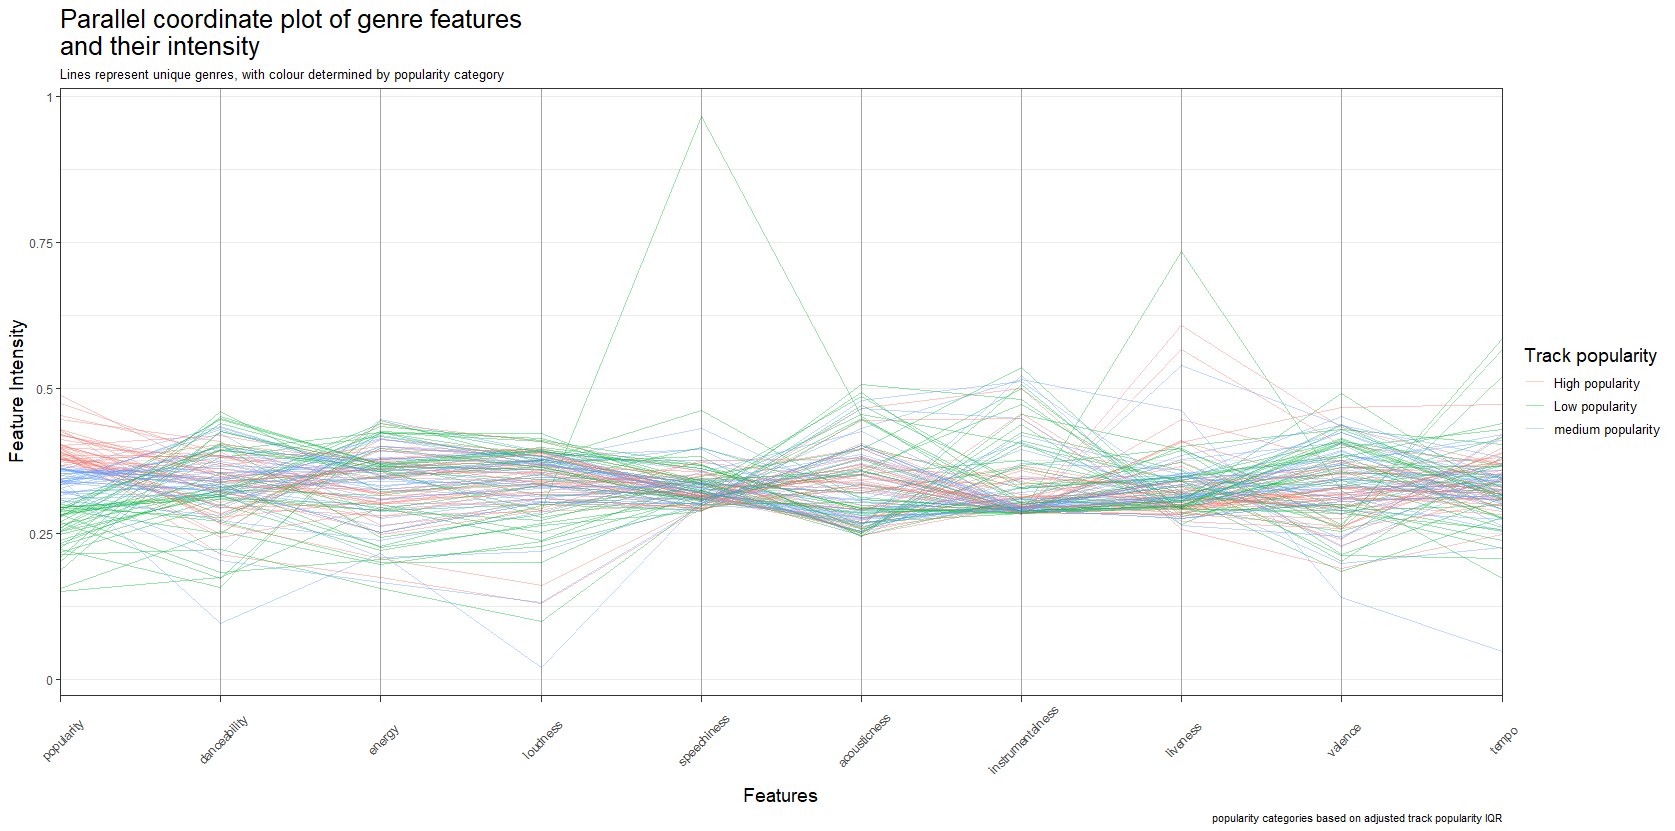 Parallel coordinate plot of genre features
and their intensity
Lines represent unique genres, with colour determined by popularity category
1
0.75
0.5
0.25
0
Feature Intensity
popularity
danceability
energy
loudness
speechiness
acousticness
instrumentalness
liveness
valence
tempo
Features
Track popularity
High popularity
Low popularity
medium popularity
popularity categories based on adjusted track popularity IQR